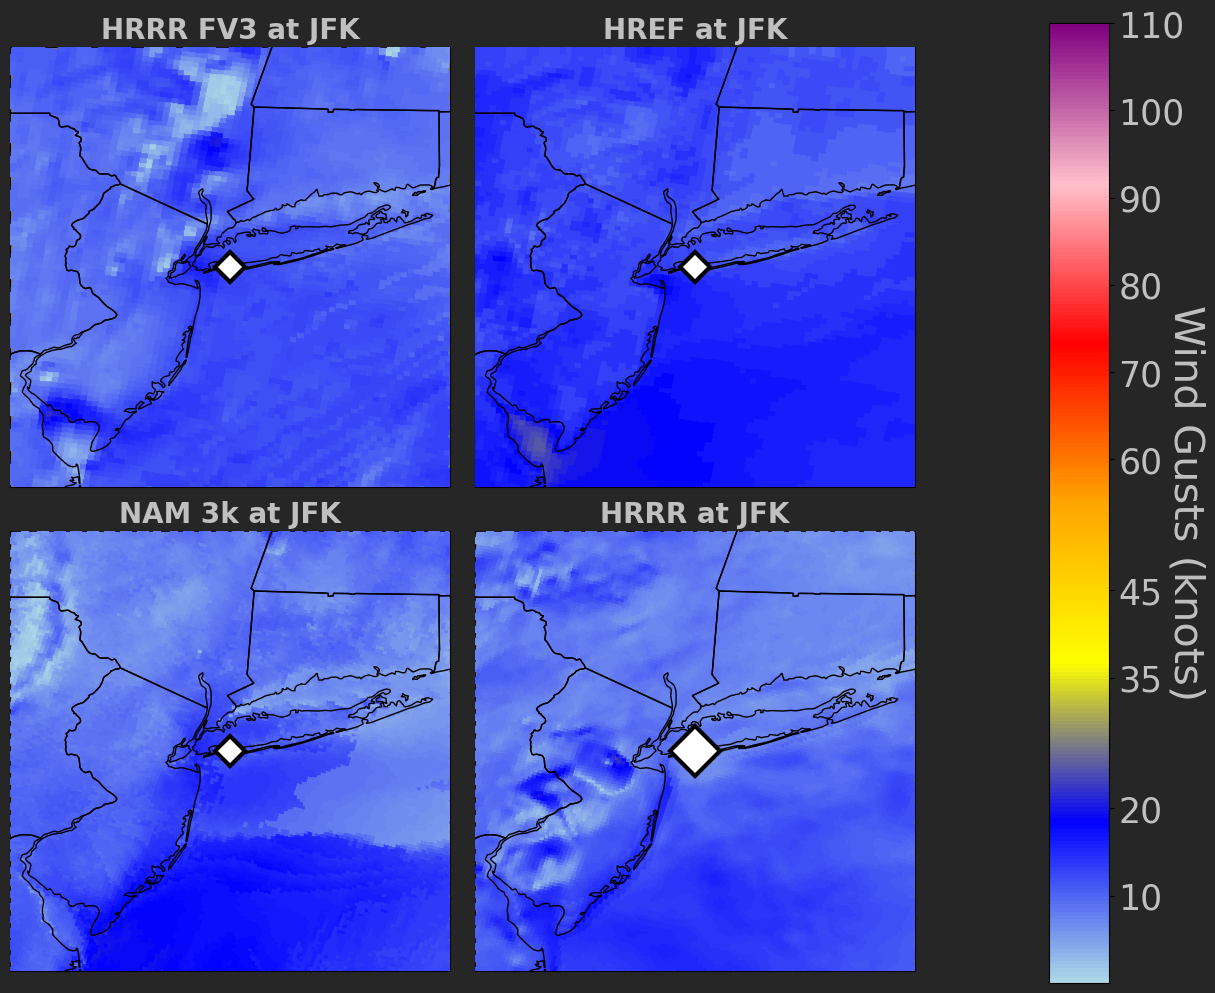 HRRR FV3 at JFK
HREF at JFK
NAM 3k at JFK
HRRR at JFK
110
100
90
80
70
60
45
35
20
10
Wind Gusts (knots)